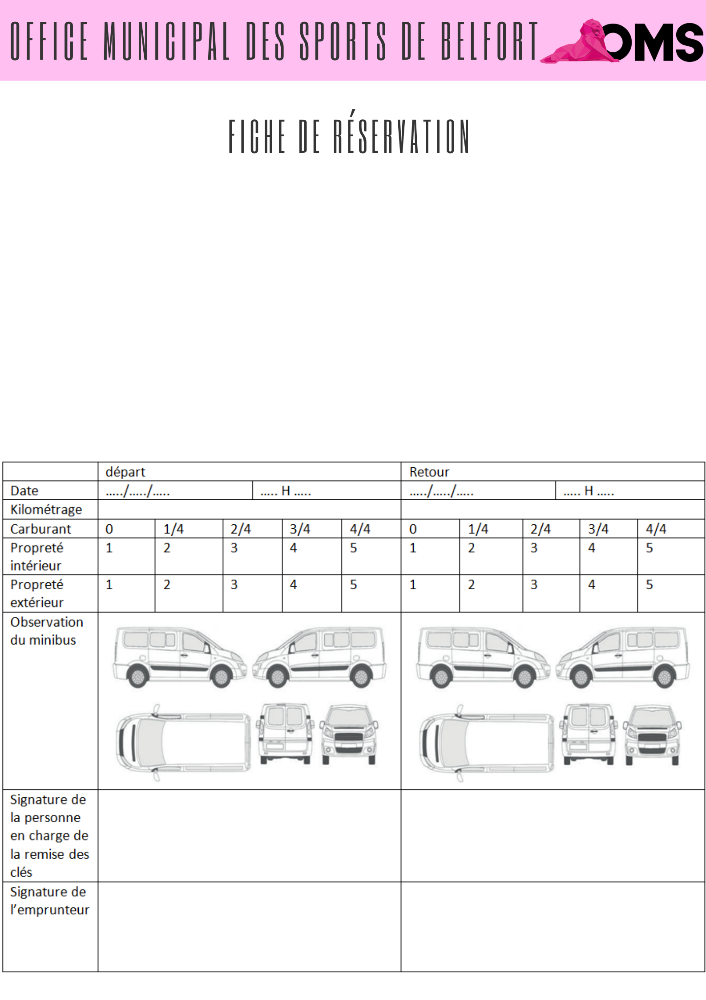 OFFICE MUNICIPAL DES SPORTS DE BELFORT OMS
FICHE DE RÉSERVATION
départ Retour
Date …../…../….. ….. H ….. …../…../….. ….. H …..
Kilométrage
Carburant 0 1/4 2/4 3/4 4/4 0 1/4 2/4 3/4 4/4
Propreté 1 2 3 4 5 1 2 3 4 5
intérieur
Propreté 1 2 3 4 5 1 2 3 4 5
extérieur
Observation
du minibus
Signature de
la personne
en charge de
la remise des
clés
Signature de
l’emprunteur